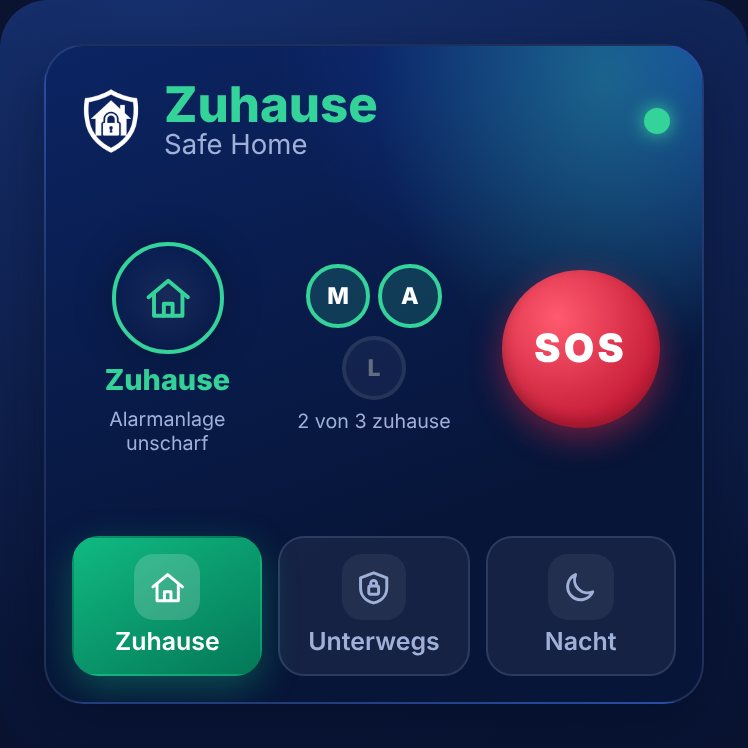 Zuhause
Safe Home
Zuhause
Alarmanlage
unscharf
M A
L
2 von 3 zuhause
SOS
Zuhause
Unterwegs
Nacht